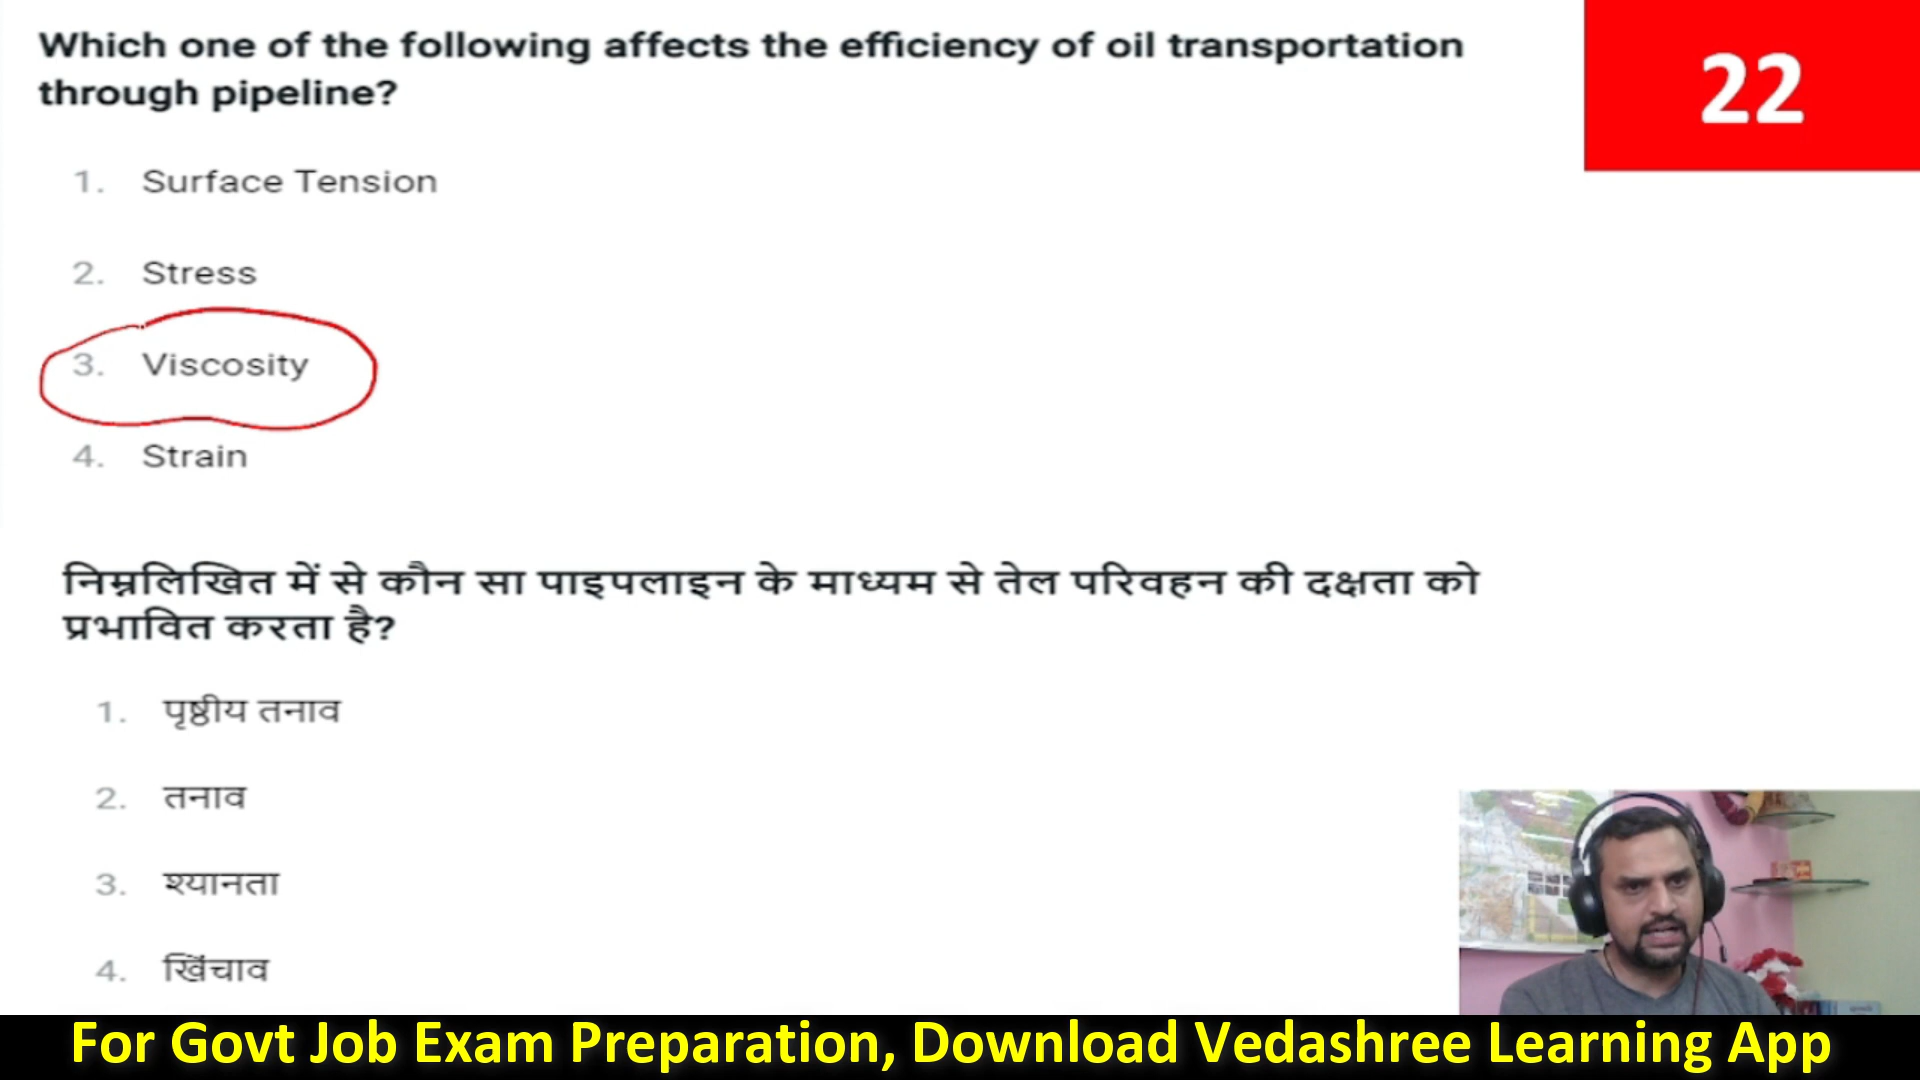 Which one of the following affects the efficiency of oil transportation
through pipeline?
22
1. Surface Tension
2. Stress
3. Viscosity
4. Strain
निम्नलिखित में से कौन सा पाइपलाइन के माध्यम से तेल परिवहन की दक्षता को
प्रभावित करता है?
1. पृष्ठीय तनाव
2. तनाव
3. श्यानता
4. खिंचाव
For Govt Job Exam Preparation, Download Vedashree Learning App